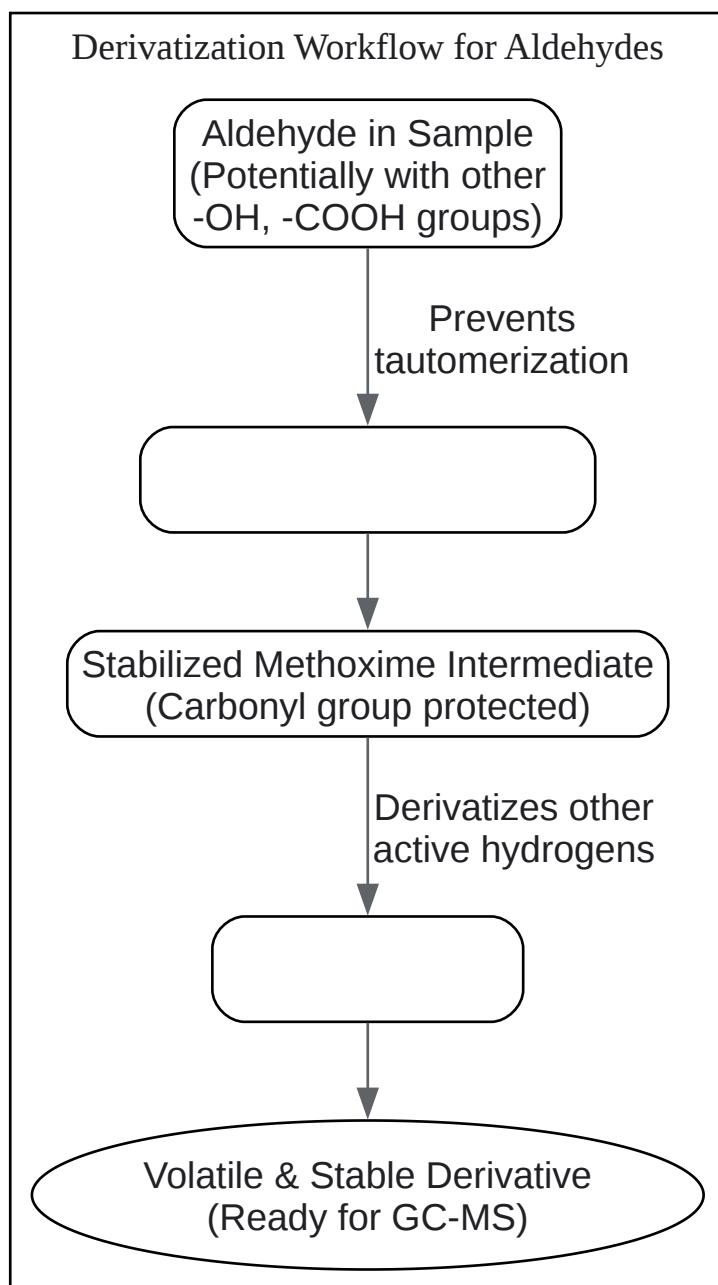 Derivatization Workflow for Aldehydes
Aldehyde in Sample
(Potentially with other
-OH, -COOH groups)
Prevents
tautomerization
Stabilized Methoxime Intermediate
(Carbonyl group protected)
Derivatizes other
active hydrogens
Volatile & Stable Derivative
(Ready for GC-MS)